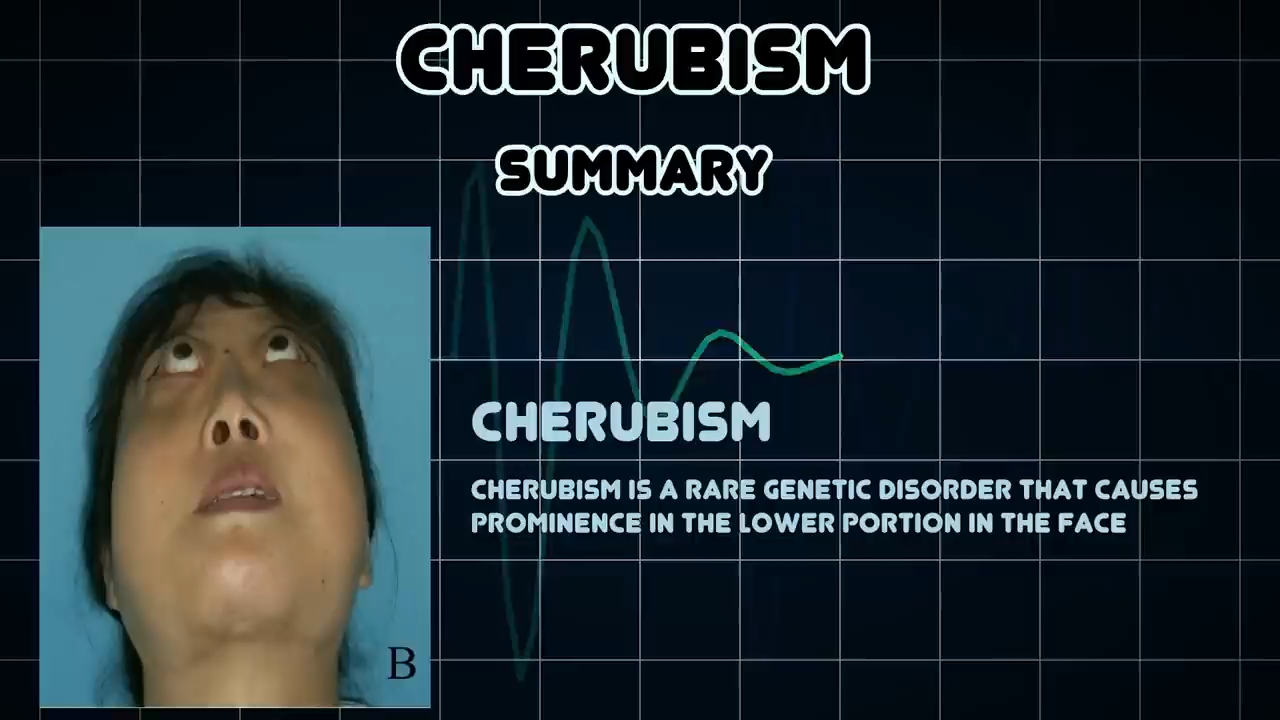 CHERUBISM
SUMMARY
CHERUBISM
CHERUBISM IS A RARE GENETIC DISORDER THAT CAUSES
PROMINENCE IN THE LOWER PORTION IN THE FACE
B